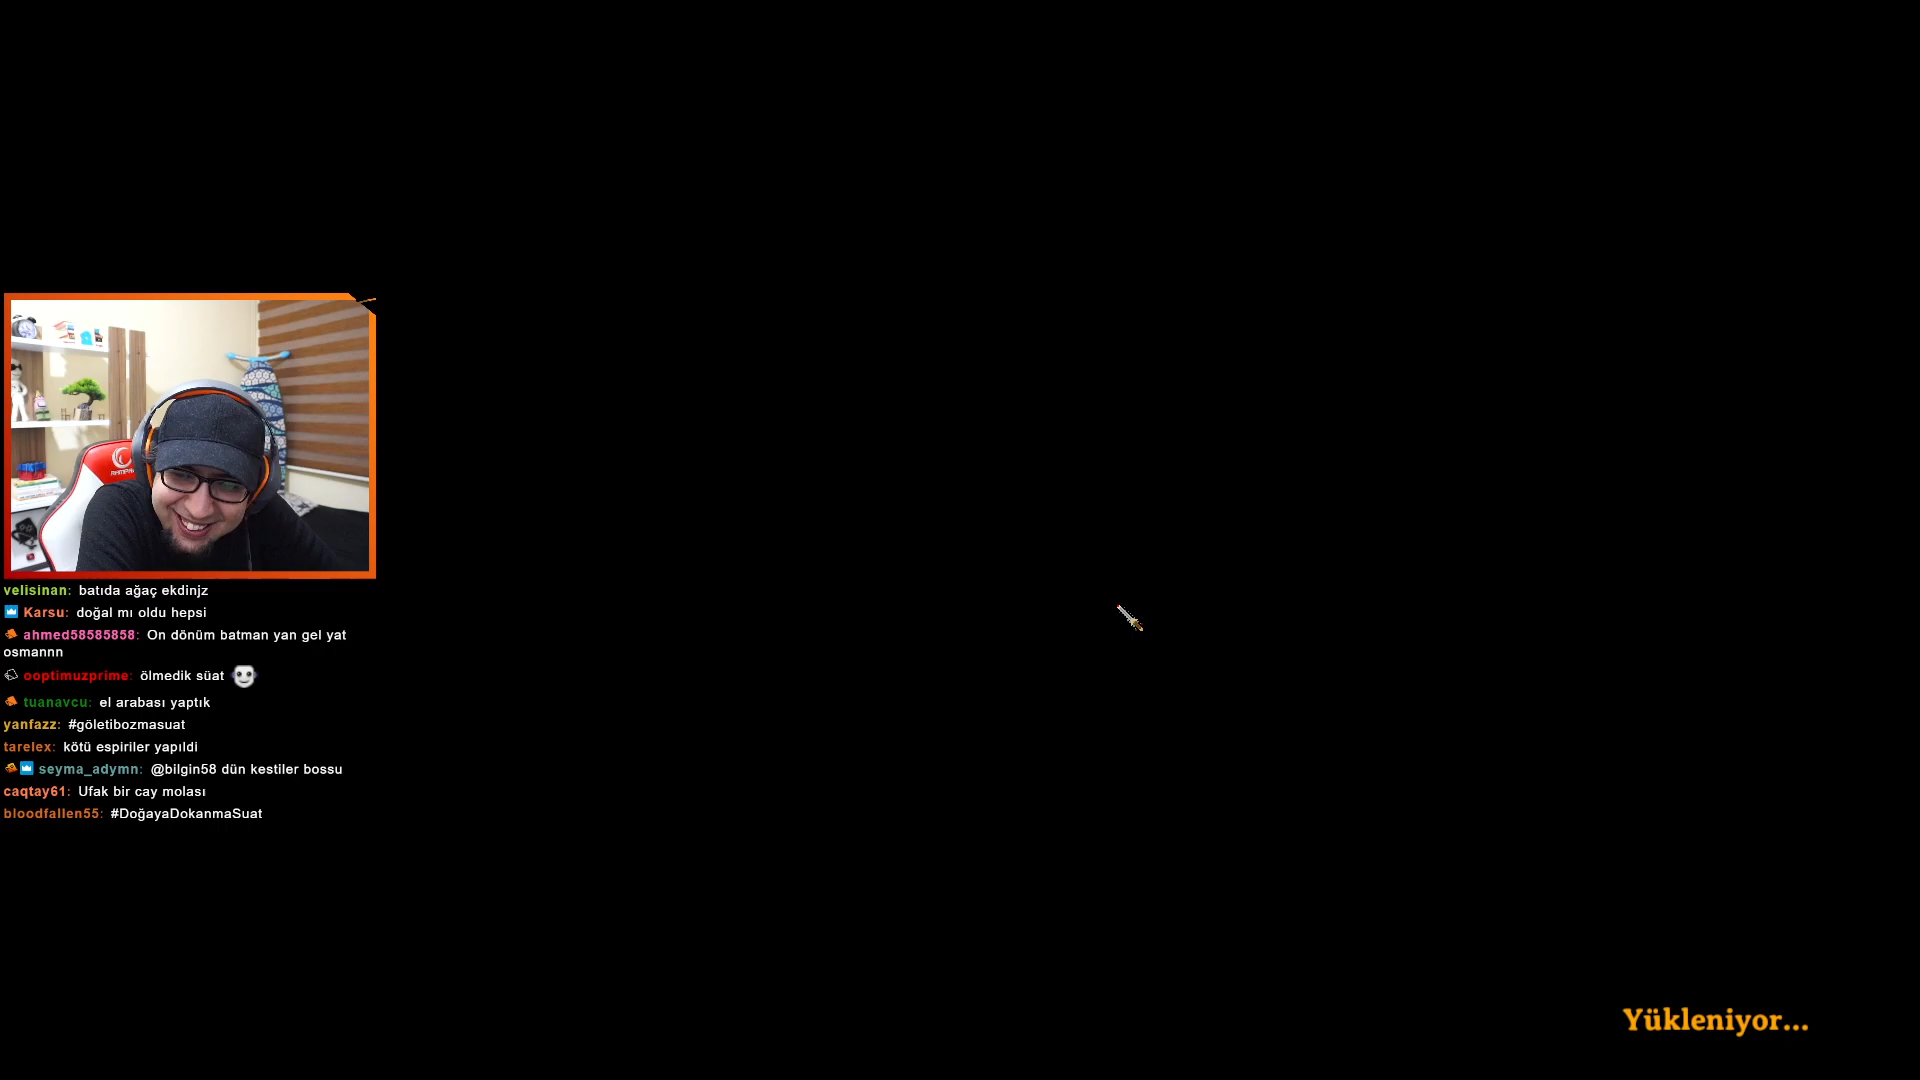 velisinan: batıda ağaç ekdinjz
Karsu: doğal mı oldu hepsi
ahmed58585858: On dönüm batman yan gel yat
osmannn
ooptimuzprime: ölmedik süat
tuanavcu: el arabası yaptık
yanfazz: #göletibozmasuat
tarelex: kötü espiriler yapıldi
seyma_adymn: @bilgin58 dün kestiler bossu
caqtay61: Ufak bir cay molası
bloodfallen55: #DoğayaDokanmaSuat
Yükleniyor...